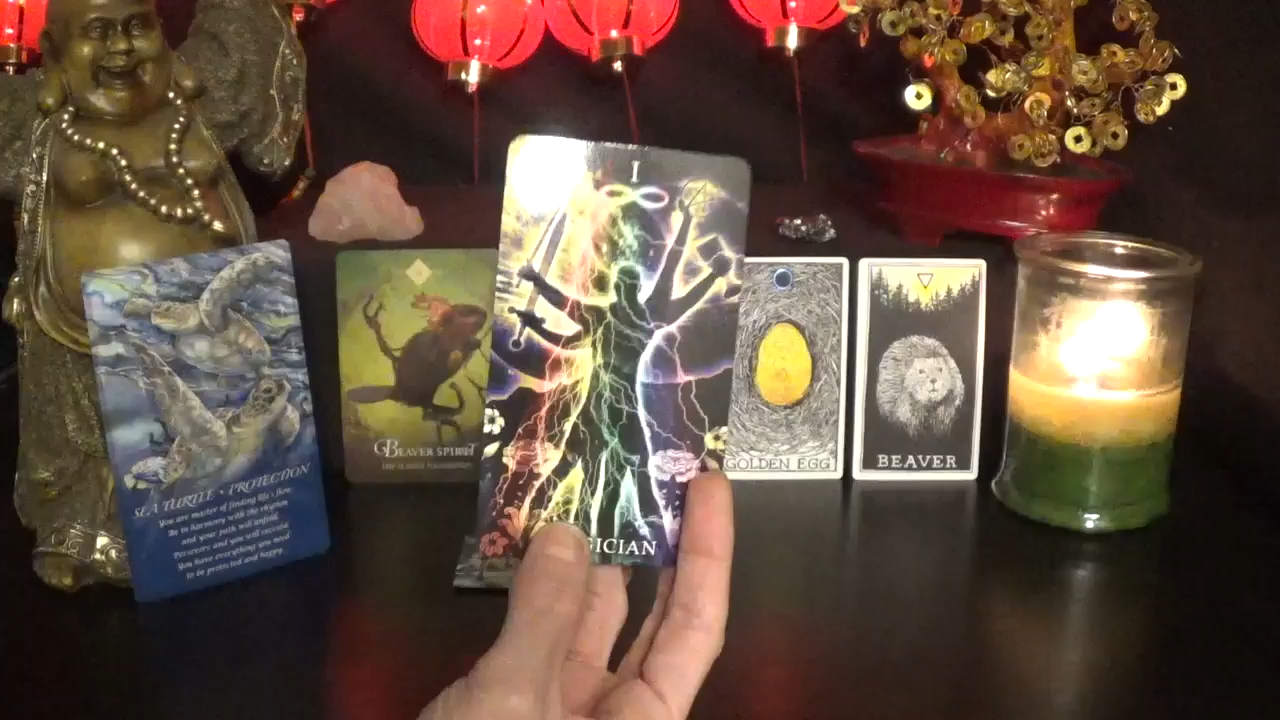 I
SEA TURTLE • PROTECTION
You are master of finding life's flow.
Be in harmony with the rhythm
and your path will unfold.
Persevere and you will succeed.
You have everything you need
to be protected and happy.
BEAVER SPIRIT
GICIAN
GOLDEN EGG
BEAVER